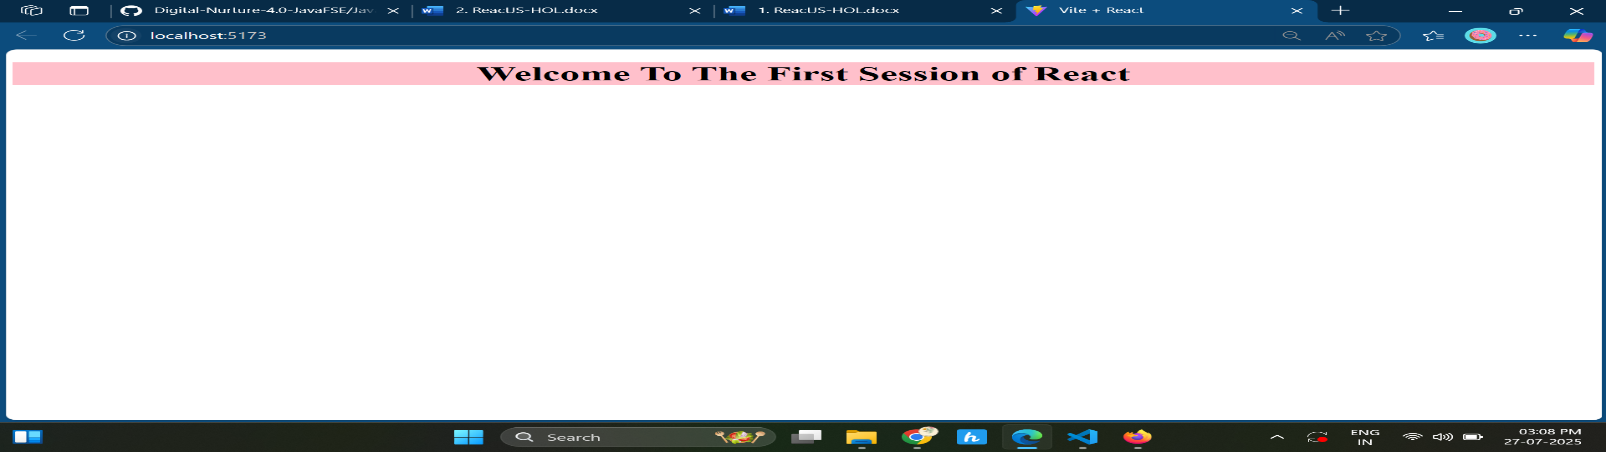 Digital-Nurture-4.0-JavaFSE/Jav
2. ReactJS-HOL.docx
1. ReactJS-HOL.docx
Vite + React
localhost:5173
Welcome To The First Session of React
Search
ENG
IN
03:08 PM
27-07-2025